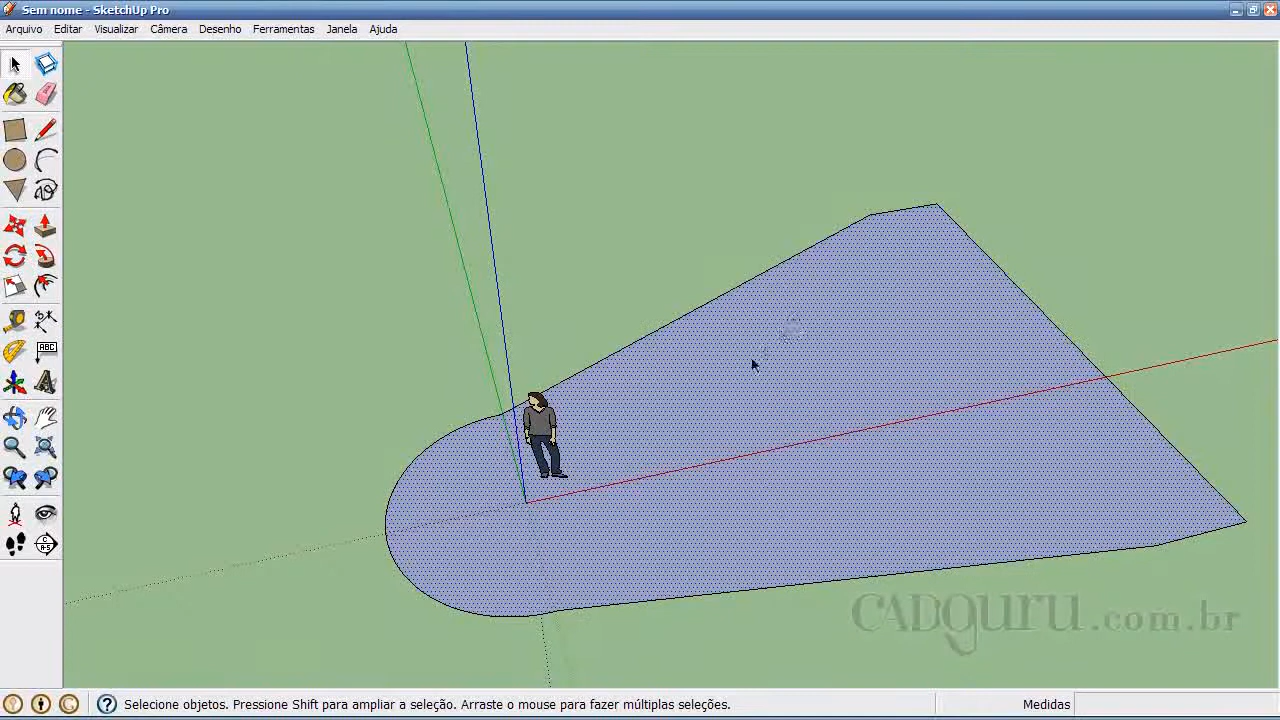 Sem nome - SketchUp Pro
Arquivo Editar Visualizar Câmera Desenho Ferramentas Janela Ajuda
ABC
CADguru.com.br
Selecione objetos. Pressione Shift para ampliar a seleção. Arraste o mouse para fazer múltiplas seleções. Medidas